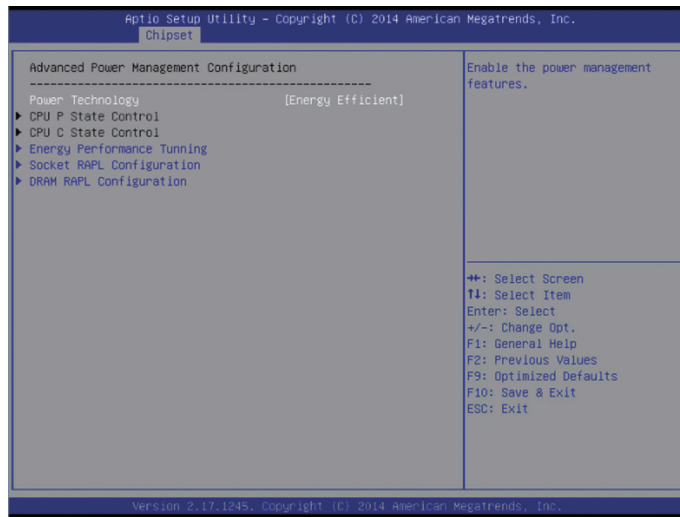 Aptio Setup Utility – Copyright (C) 2014 American Megatrends, Inc.
Chipset
Advanced Power Management Configuration
----------------------------------------------------
Power Technology [Energy Efficient]
CPU P State Control
CPU C State Control
Energy Performance Tunning
Socket RAPL Configuration
DRAM RAPL Configuration
Enable the power management
features.
→←: Select Screen
↑↓: Select Item
Enter: Select
+/-: Change Opt.
F1: General Help
F2: Previous Values
F9: Optimized Defaults
F10: Save & Exit
ESC: Exit
Version 2.17.1245. Copyright (C) 2014 American Megatrends, Inc.